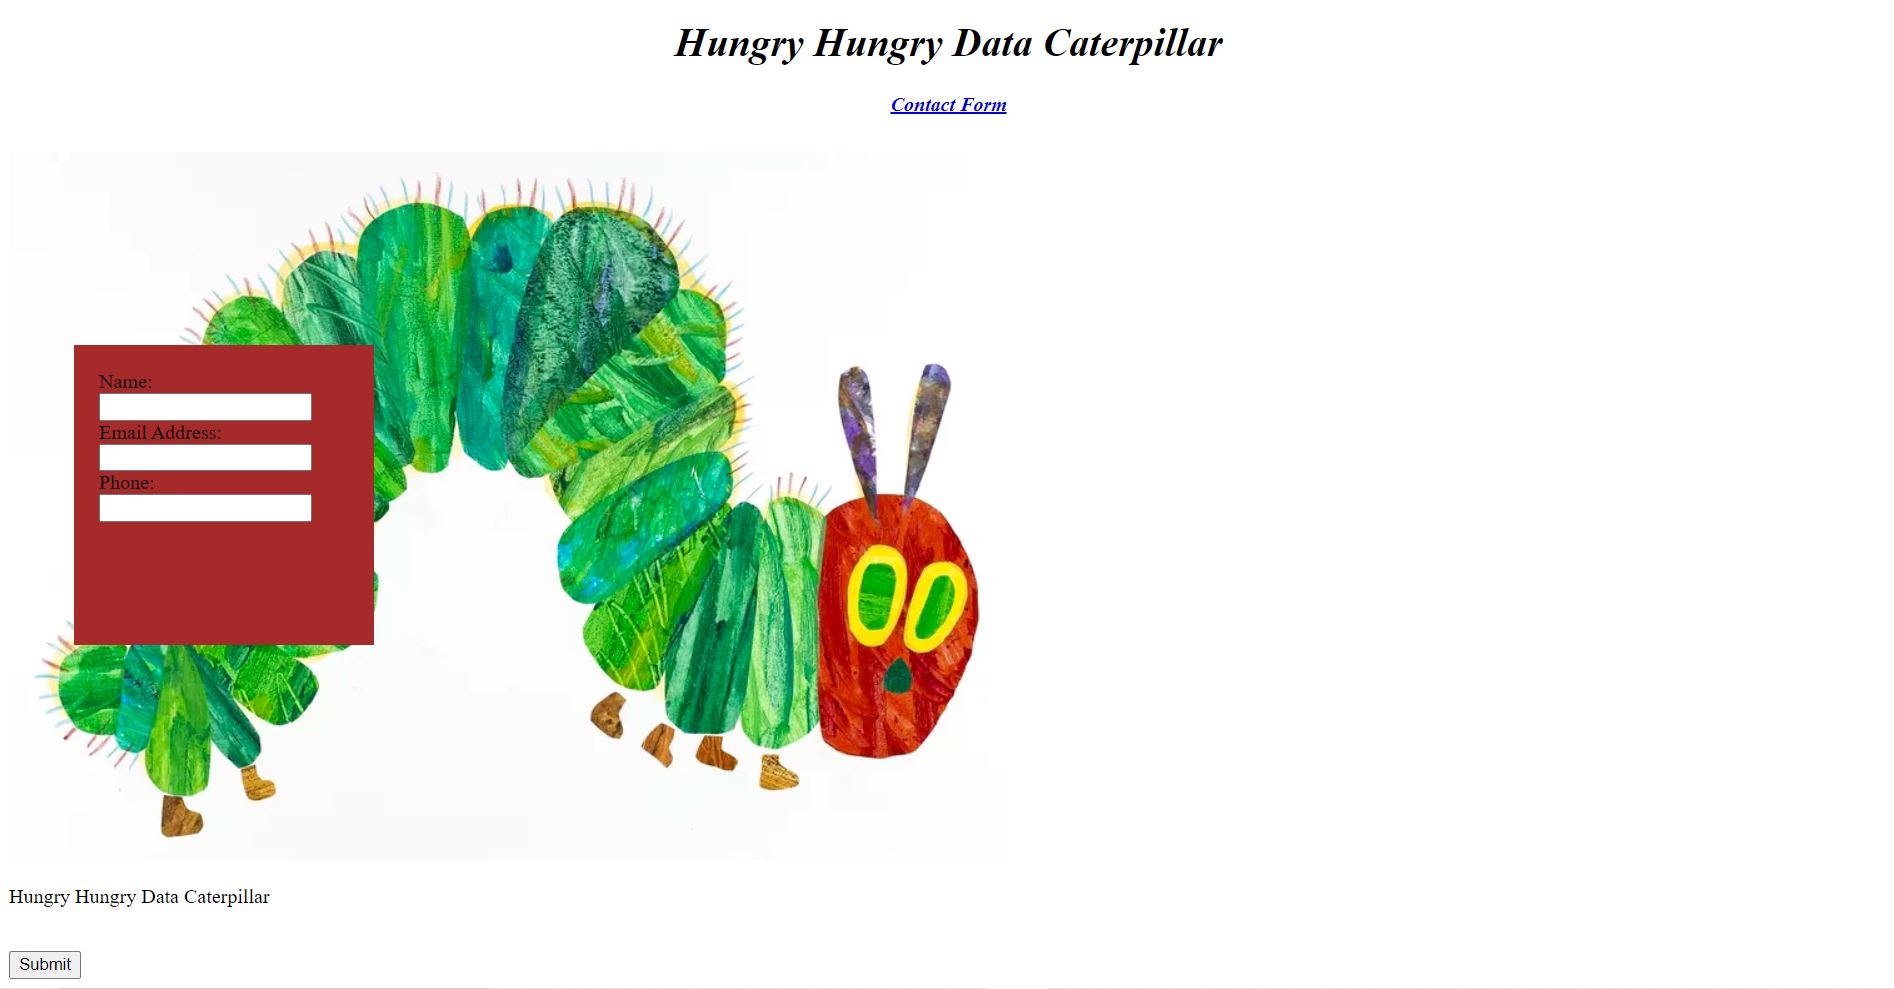 Hungry Hungry Data Caterpillar
Contact Form
Name:
Email Address:
Phone:
Hungry Hungry Data Caterpillar
Submit